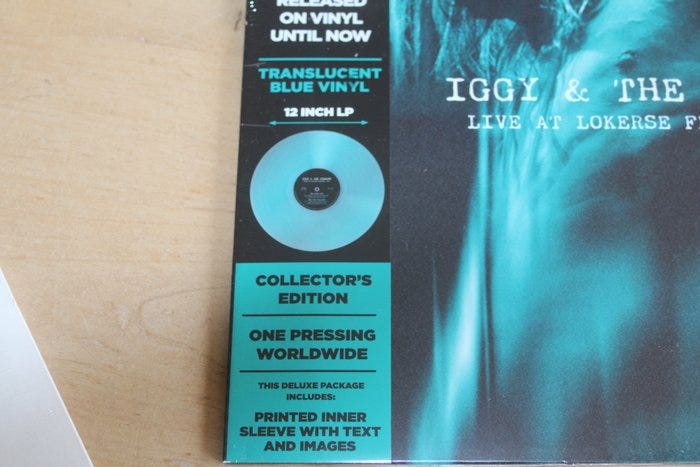 RELEASED
ON VINYL
UNTIL NOW
TRANSLUCENT
BLUE VINYL
12 INCH LP
COLLECTOR'S
EDITION
ONE PRESSING
WORLDWIDE
THIS DELUXE PACKAGE
INCLUDES:
PRINTED INNER
SLEEVE WITH TEXT
AND IMAGES
IGGY & THE
LIVE AT LOKERSE